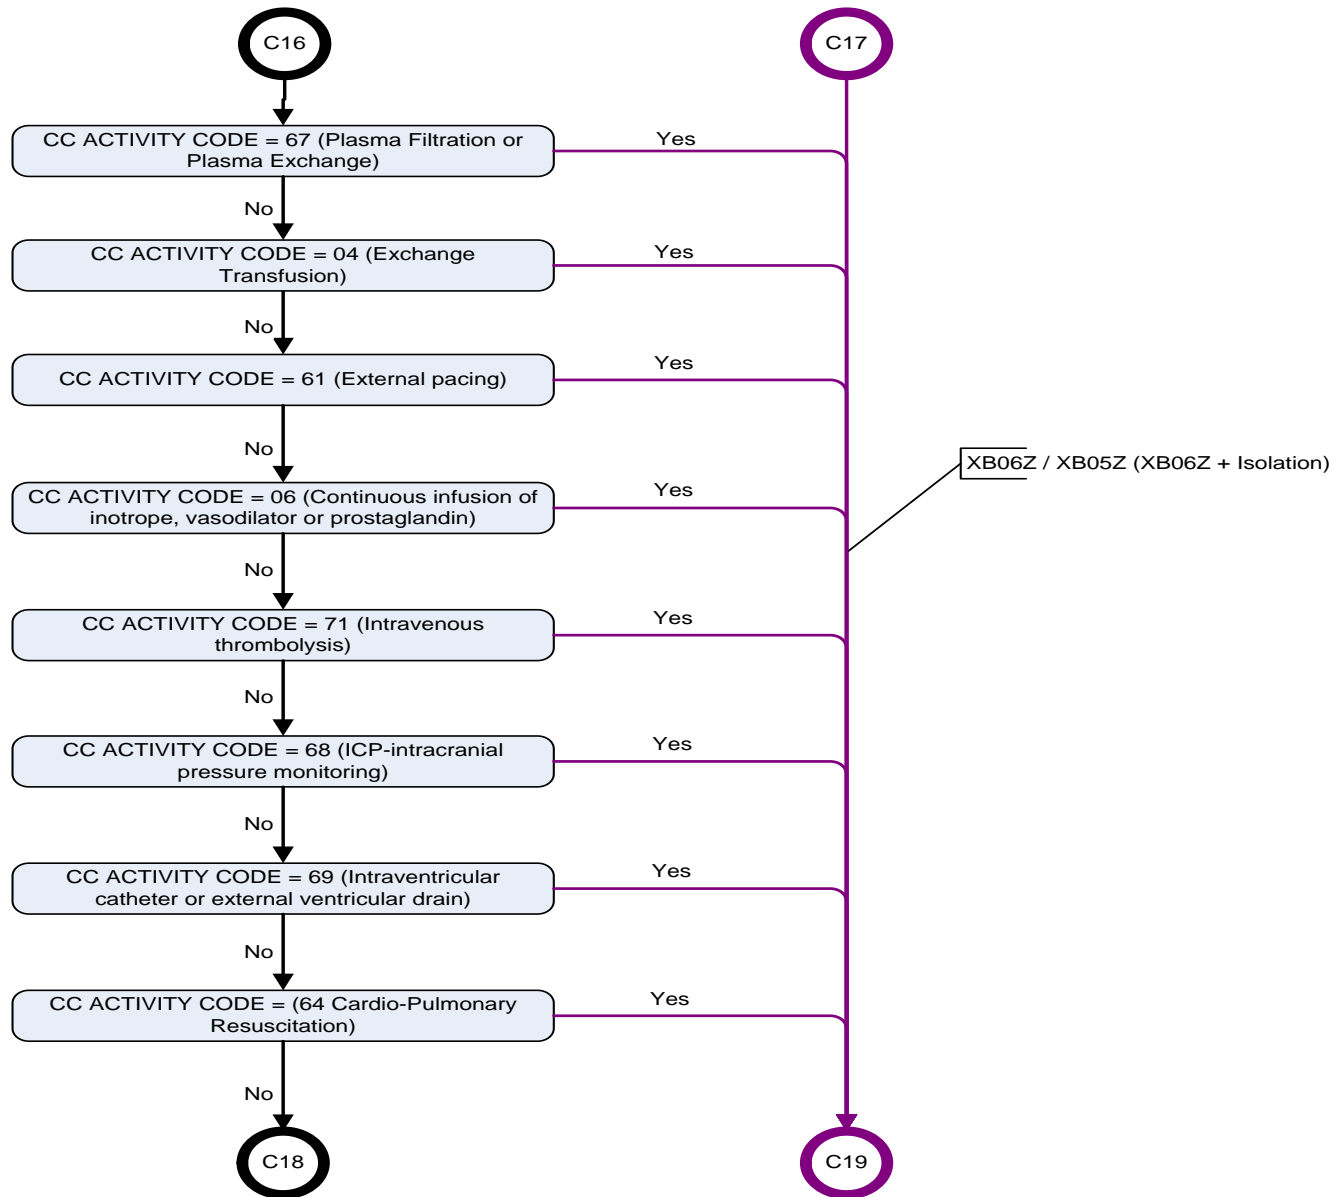 C16
C17
CC ACTIVITY CODE = 67 (Plasma Filtration or
Plasma Exchange)
Yes
No
CC ACTIVITY CODE = 04 (Exchange
Transfusion)
Yes
No
CC ACTIVITY CODE = 61 (External pacing)
Yes
No
XB06Z / XB05Z (XB06Z + Isolation)
CC ACTIVITY CODE = 06 (Continuous infusion of
inotrope, vasodilator or prostaglandin)
Yes
No
CC ACTIVITY CODE = 71 (Intravenous
thrombolysis)
Yes
No
CC ACTIVITY CODE = 68 (ICP-intracranial
pressure monitoring)
Yes
No
CC ACTIVITY CODE = 69 (Intraventricular
catheter or external ventricular drain)
Yes
No
CC ACTIVITY CODE = (64 Cardio-Pulmonary
Resuscitation)
Yes
No
C18
C19